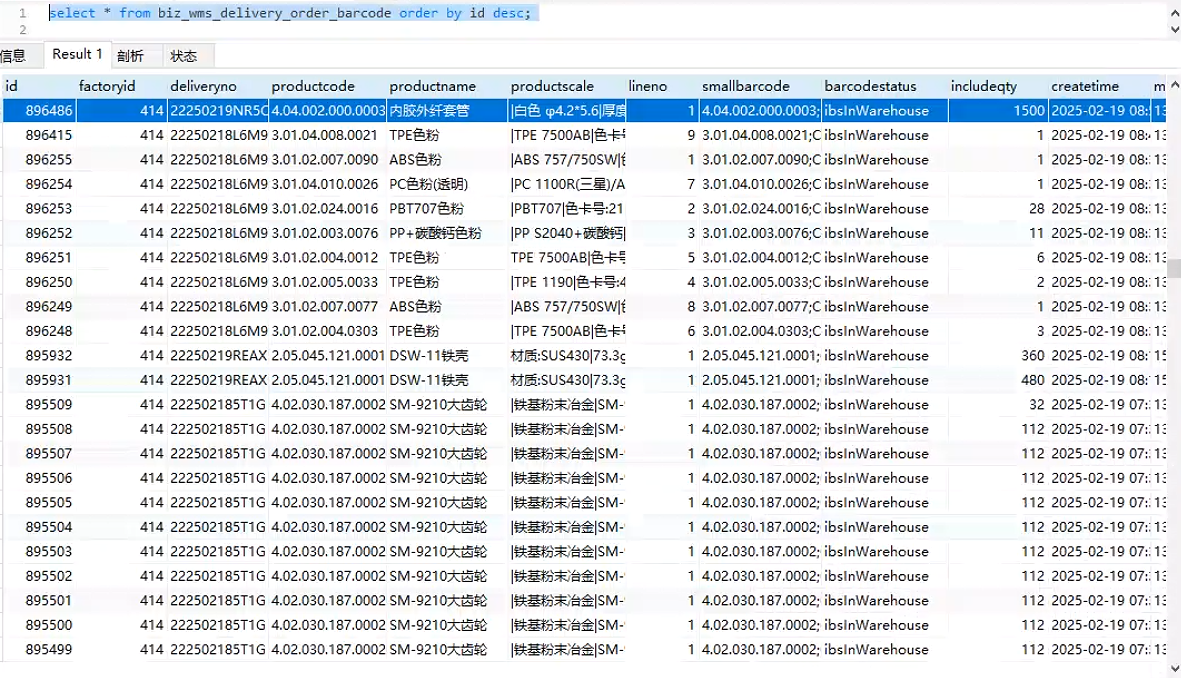 1 select * from biz_wms_delivery_order_barcode order by id desc;
2
信息 Result 1 剖析 状态
id factoryid deliveryno productcode productname productscale lineno smallbarcode barcodestatus includeqty createtime m
896486 414 22250219NR5C 4.04.002.000.0003 内胶外纤套管 |白色 φ4.2*5.6|厚度 1 4.04.002.000.0003; ibsInWarehouse 1500 2025-02-19 08: 13
896415 414 22250218L6M9 3.01.04.008.0021 TPE色粉 |TPE 7500AB|色卡号 9 3.01.04.008.0021;C ibsInWarehouse 1 2025-02-19 08: 13
896255 414 22250218L6M9 3.01.02.007.0090 ABS色粉 |ABS 757/750SW| 1 3.01.02.007.0090;C ibsInWarehouse 1 2025-02-19 08: 13
896254 414 22250218L6M9 3.01.04.010.0026 PC色粉(透明) |PC 1100R(三星)/A 7 3.01.04.010.0026;C ibsInWarehouse 1 2025-02-19 08: 13
896253 414 22250218L6M9 3.01.02.024.0016 PBT707色粉 |PBT707|色卡号:21 2 3.01.02.024.0016;C ibsInWarehouse 28 2025-02-19 08: 13
896252 414 22250218L6M9 3.01.02.003.0076 PP+碳酸钙色粉 |PP S2040+碳酸钙| 3 3.01.02.003.0076;C ibsInWarehouse 11 2025-02-19 08: 13
896251 414 22250218L6M9 3.01.02.004.0012 TPE色粉 TPE 7500AB|色卡号 5 3.01.02.004.0012;C ibsInWarehouse 6 2025-02-19 08: 13
896250 414 22250218L6M9 3.01.02.005.0033 TPE色粉 |TPE 1190|色卡号:4 4 3.01.02.005.0033;C ibsInWarehouse 2 2025-02-19 08: 13
896249 414 22250218L6M9 3.01.02.007.0077 ABS色粉 |ABS 757/750SW| 8 3.01.02.007.0077;C ibsInWarehouse 1 2025-02-19 08: 13
896248 414 22250218L6M9 3.01.02.004.0303 TPE色粉 |TPE 7500AB|色卡号 6 3.01.02.004.0303;C ibsInWarehouse 3 2025-02-19 08: 13
895932 414 22250219REAX 2.05.045.121.0001 DSW-11铁壳 材质:SUS430|73.3g 1 2.05.045.121.0001; ibsInWarehouse 360 2025-02-19 08: 15
895931 414 22250219REAX 2.05.045.121.0001 DSW-11铁壳 材质:SUS430|73.3g 1 2.05.045.121.0001; ibsInWarehouse 480 2025-02-19 08: 15
895509 414 222502185T1G 4.02.030.187.0002 SM-9210大齿轮 |铁基粉末冶金|SM- 1 4.02.030.187.0002; ibsInWarehouse 32 2025-02-19 07: 13
895508 414 222502185T1G 4.02.030.187.0002 SM-9210大齿轮 |铁基粉末冶金|SM- 1 4.02.030.187.0002; ibsInWarehouse 112 2025-02-19 07: 13
895507 414 222502185T1G 4.02.030.187.0002 SM-9210大齿轮 |铁基粉末冶金|SM- 1 4.02.030.187.0002; ibsInWarehouse 112 2025-02-19 07: 13
895506 414 222502185T1G 4.02.030.187.0002 SM-9210大齿轮 |铁基粉末冶金|SM- 1 4.02.030.187.0002; ibsInWarehouse 112 2025-02-19 07: 13
895505 414 222502185T1G 4.02.030.187.0002 SM-9210大齿轮 |铁基粉末冶金|SM- 1 4.02.030.187.0002; ibsInWarehouse 112 2025-02-19 07: 13
895504 414 222502185T1G 4.02.030.187.0002 SM-9210大齿轮 |铁基粉末冶金|SM- 1 4.02.030.187.0002; ibsInWarehouse 112 2025-02-19 07: 13
895503 414 222502185T1G 4.02.030.187.0002 SM-9210大齿轮 |铁基粉末冶金|SM- 1 4.02.030.187.0002; ibsInWarehouse 112 2025-02-19 07: 13
895502 414 222502185T1G 4.02.030.187.0002 SM-9210大齿轮 |铁基粉末冶金|SM- 1 4.02.030.187.0002; ibsInWarehouse 112 2025-02-19 07: 13
895501 414 222502185T1G 4.02.030.187.0002 SM-9210大齿轮 |铁基粉末冶金|SM- 1 4.02.030.187.0002; ibsInWarehouse 112 2025-02-19 07: 13
895500 414 222502185T1G 4.02.030.187.0002 SM-9210大齿轮 |铁基粉末冶金|SM- 1 4.02.030.187.0002; ibsInWarehouse 112 2025-02-19 07: 13
895499 414 222502185T1G 4.02.030.187.0002 SM-9210大齿轮 |铁基粉末冶金|SM- 1 4.02.030.187.0002; ibsInWarehouse 112 2025-02-19 07: 13